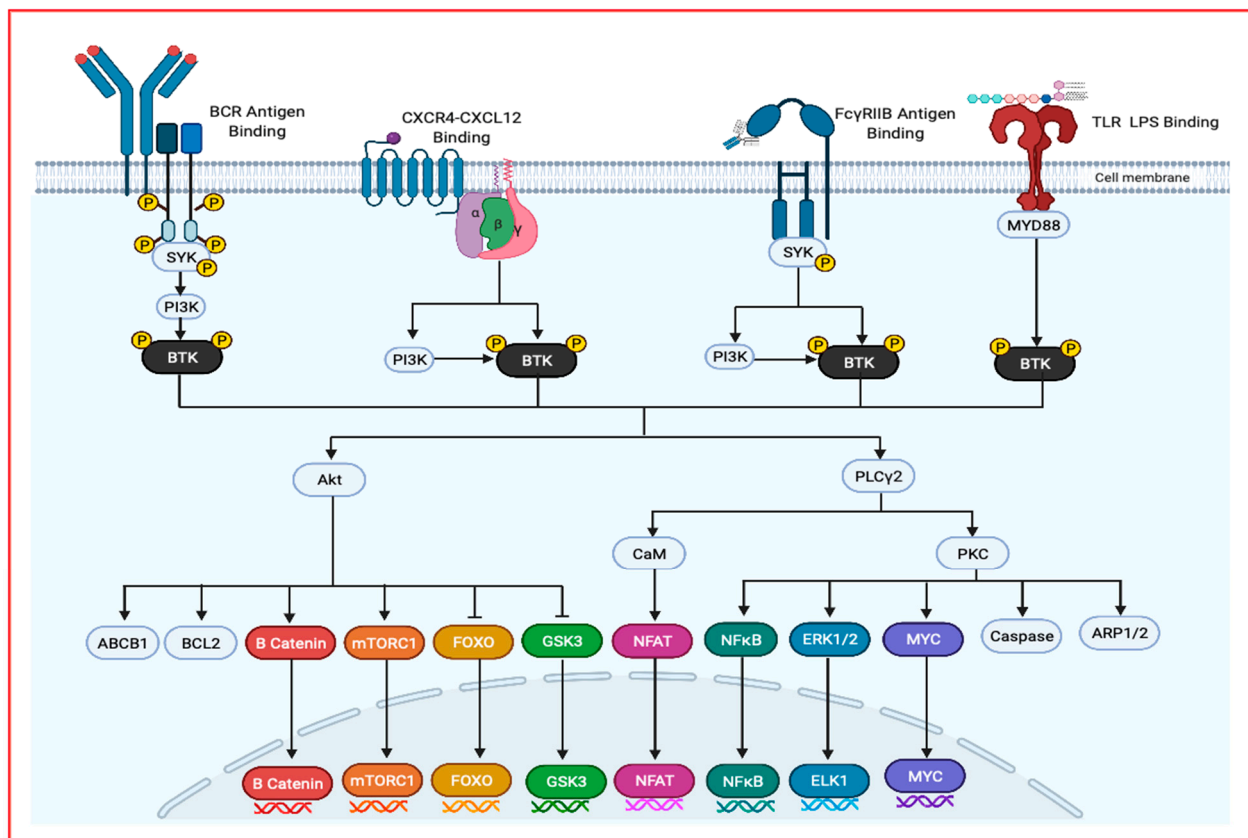 BCR Antigen
Binding
CXCR4-CXCL12
Binding
FcγRIIB Antigen
Binding
TLR LPS Binding
Cell membrane
P
P
P
P
SYK
P
α
β
γ
SYK
P
MYD88
PI3K
P
P
BTK
PI3K
P
P
BTK
PI3K
P
P
BTK
P
P
BTK
Akt
PLCγ2
CaM
PKC
ABCB1
BCL2
B Catenin
mTORC1
FOXO
GSK3
NFAT
NFκB
ERK1/2
MYC
Caspase
ARP1/2
B Catenin
mTORC1
FOXO
GSK3
NFAT
NFκB
ELK1
MYC